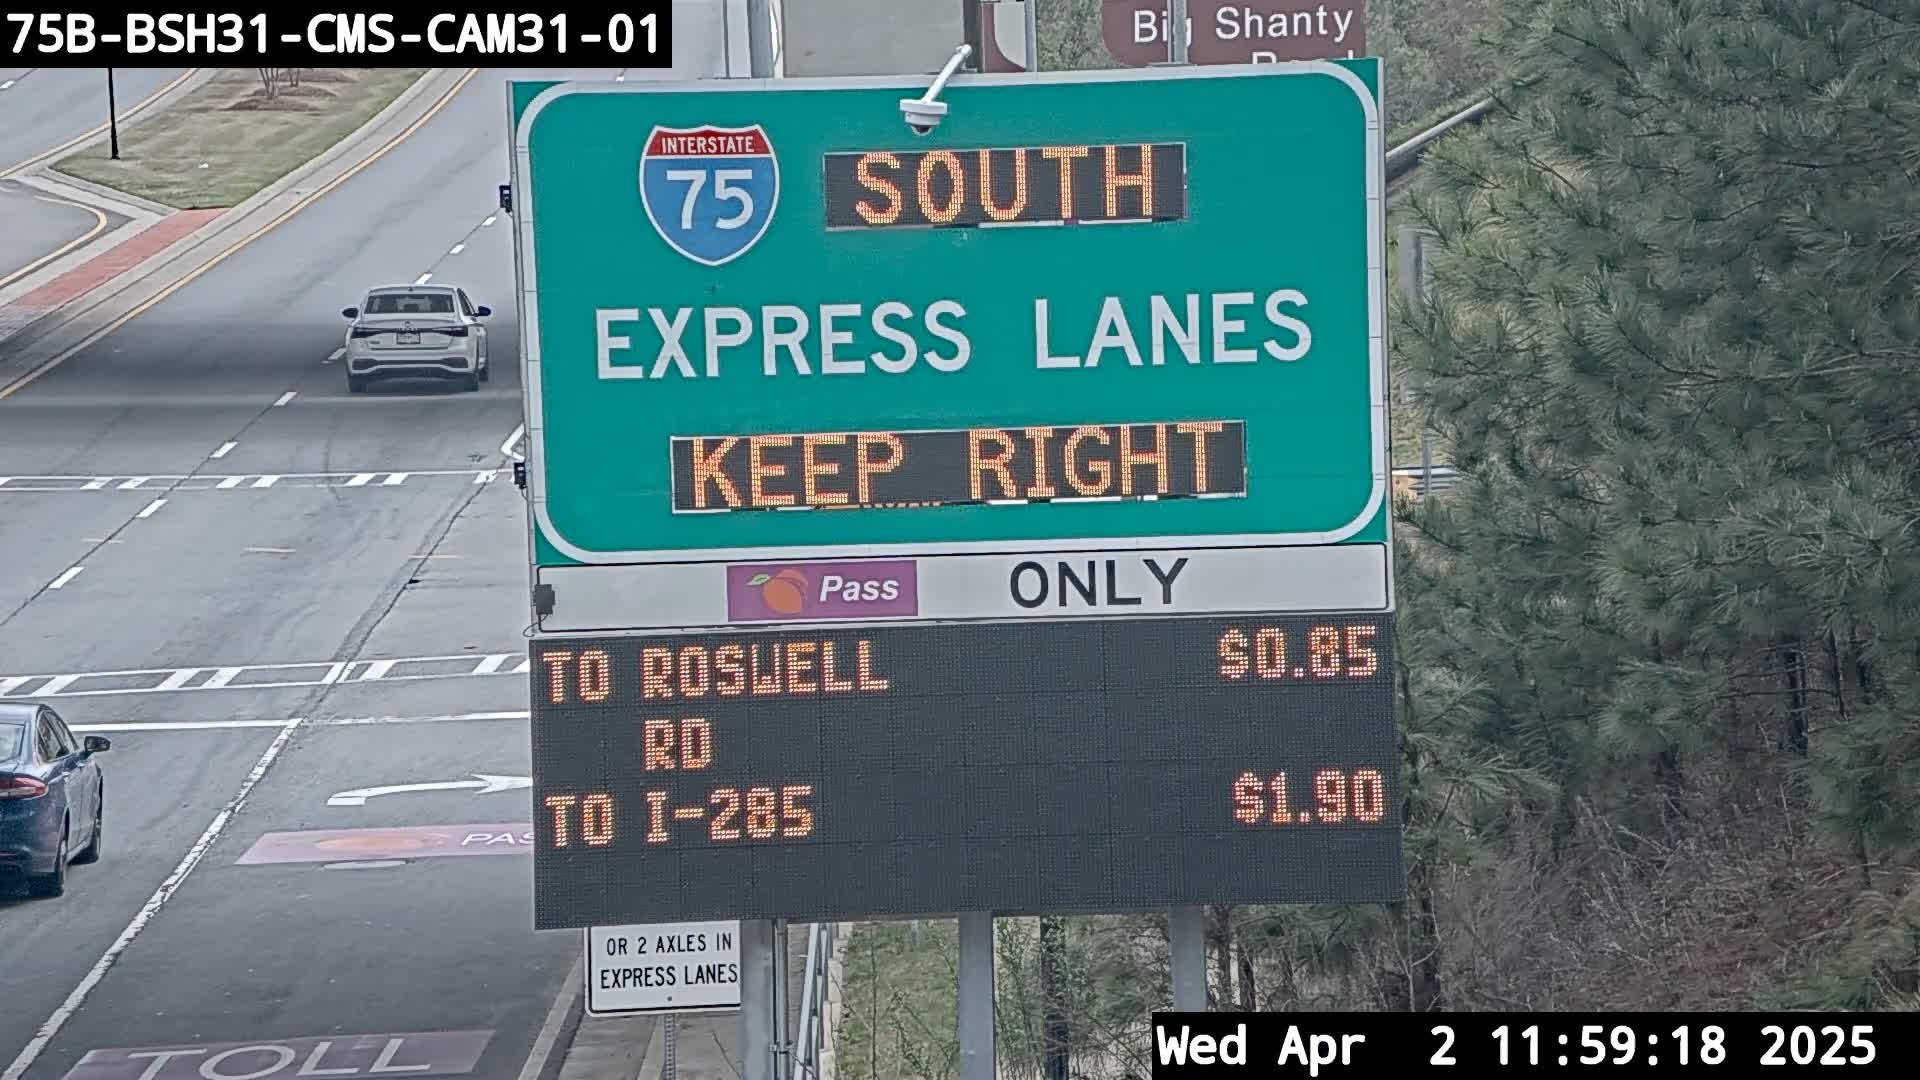 75B-BSH31-CMS-CAM31-01
Big Shanty
INTERSTATE
75
SOUTH
EXPRESS LANES
KEEP RIGHT
Pass
ONLY
TO ROSWELL $0.85
RD
TO I-285 $1.90
PAS
OR 2 AXLES IN
EXPRESS LANES
TOLL
Wed Apr 2 11:59:18 2025